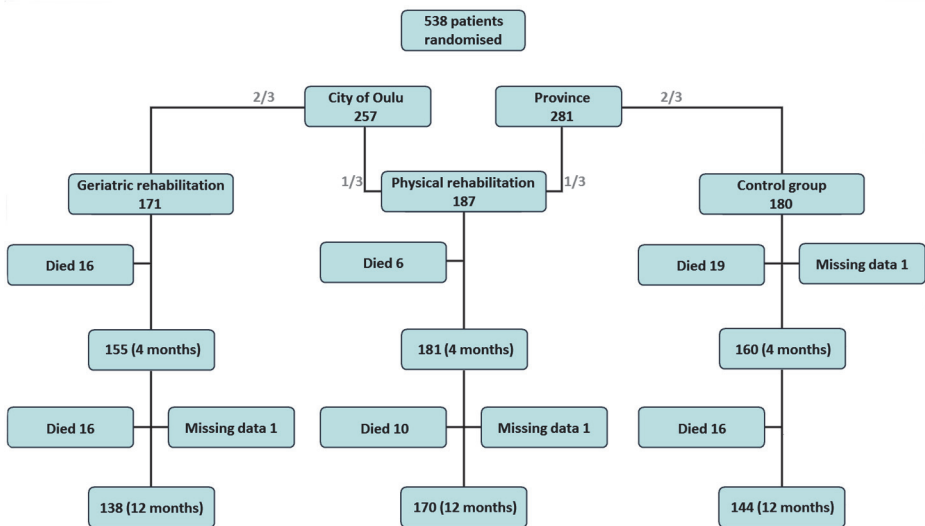 538 patients
randomised
2/3
City of Oulu
257
Province
281
2/3
Geriatric rehabilitation
171
1/3
Physical rehabilitation
187
1/3
Control group
180
Died 16
Died 6
Died 19
Missing data 1
155 (4 months)
181 (4 months)
160 (4 months)
Died 16
Missing data 1
Died 10
Missing data 1
Died 16
138 (12 months)
170 (12 months)
144 (12 months)